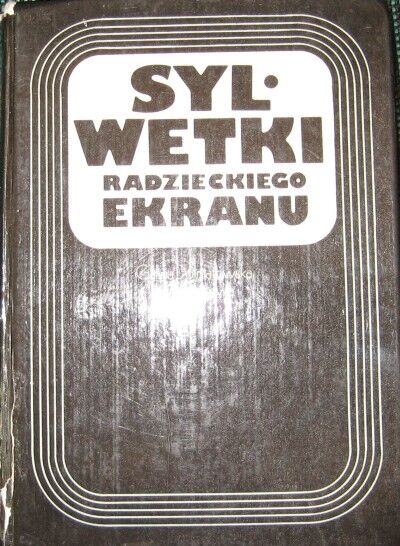 SYL-
WETKI
RADZIECKIEGO
EKRANU